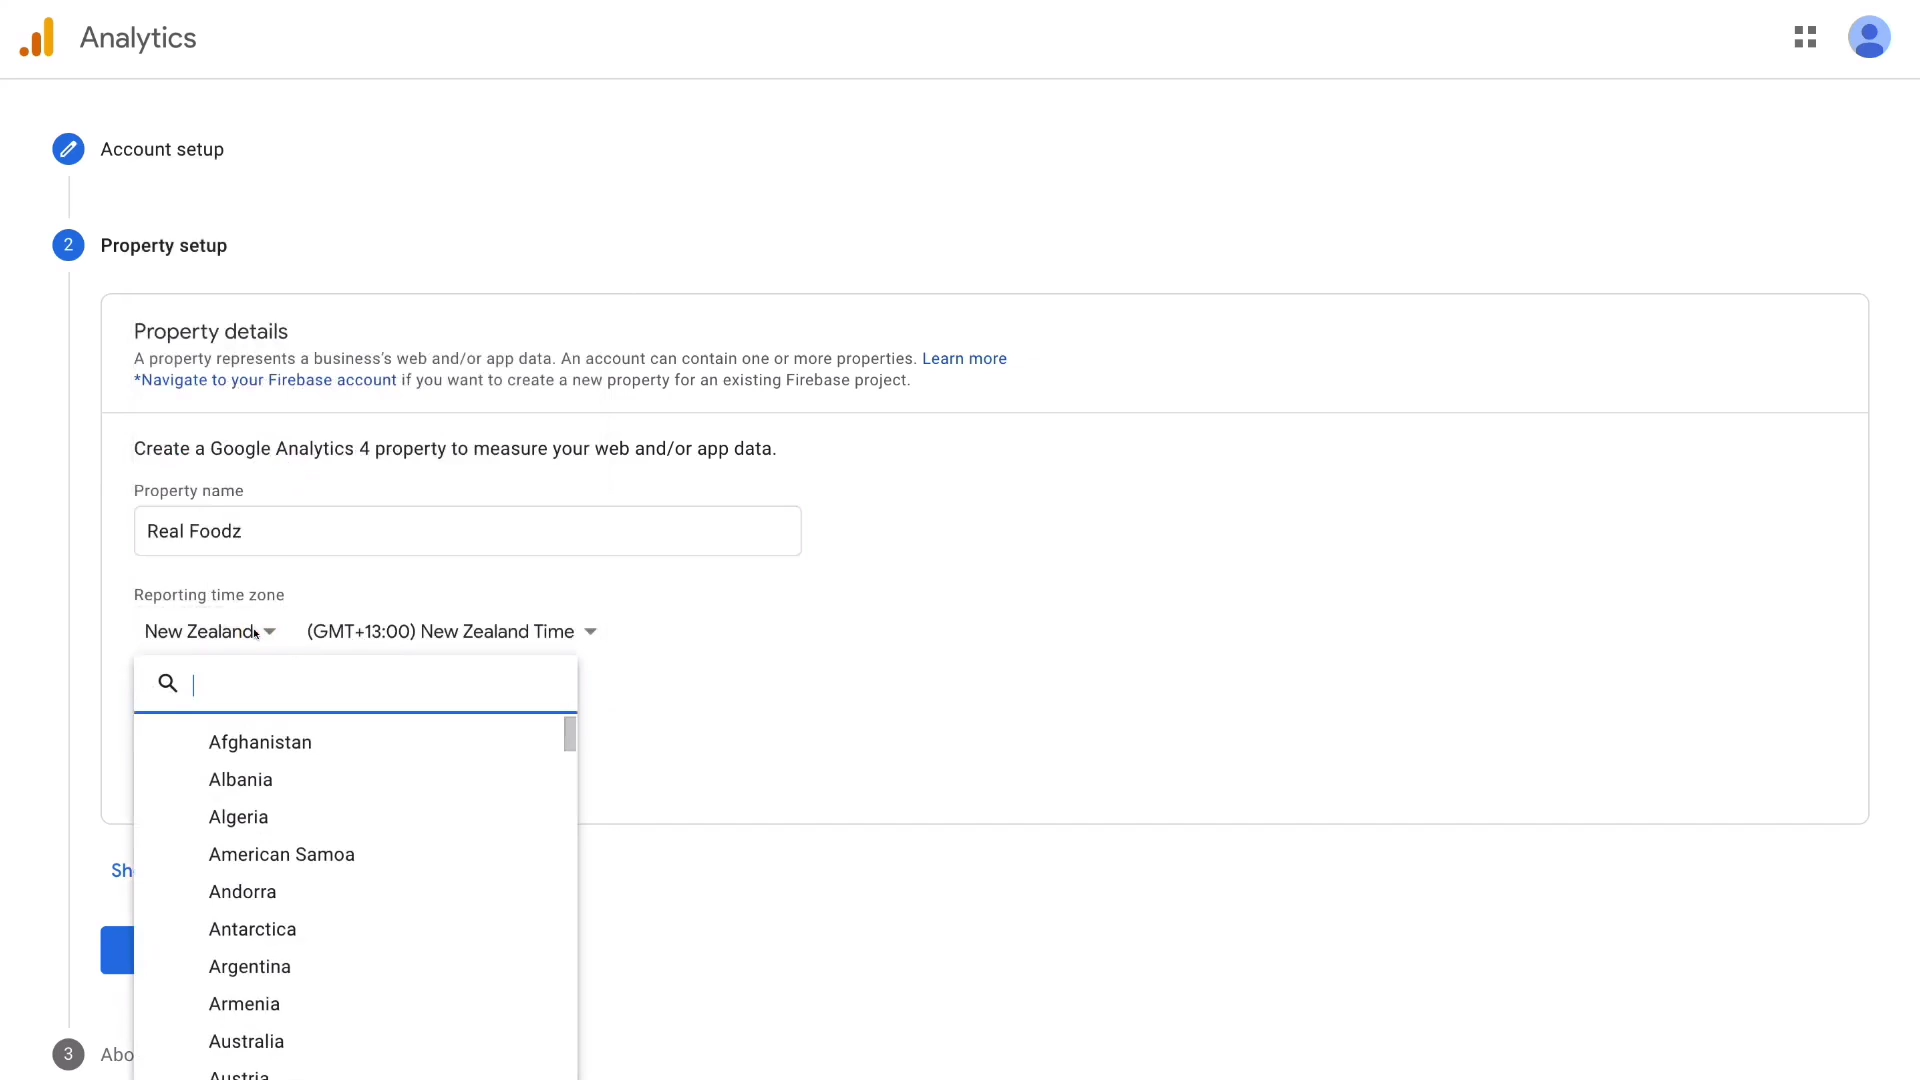 Analytics
Account setup
2 Property setup
Property details
A property represents a business's web and/or app data. An account can contain one or more properties. Learn more
*Navigate to your Firebase account if you want to create a new property for an existing Firebase project.
Create a Google Analytics 4 property to measure your web and/or app data.
Property name
Real Foodz
Reporting time zone
New Zealand (GMT+13:00) New Zealand Time
Afghanistan
Albania
Algeria
American Samoa
Andorra
Antarctica
Argentina
Armenia
Australia
Austria
3